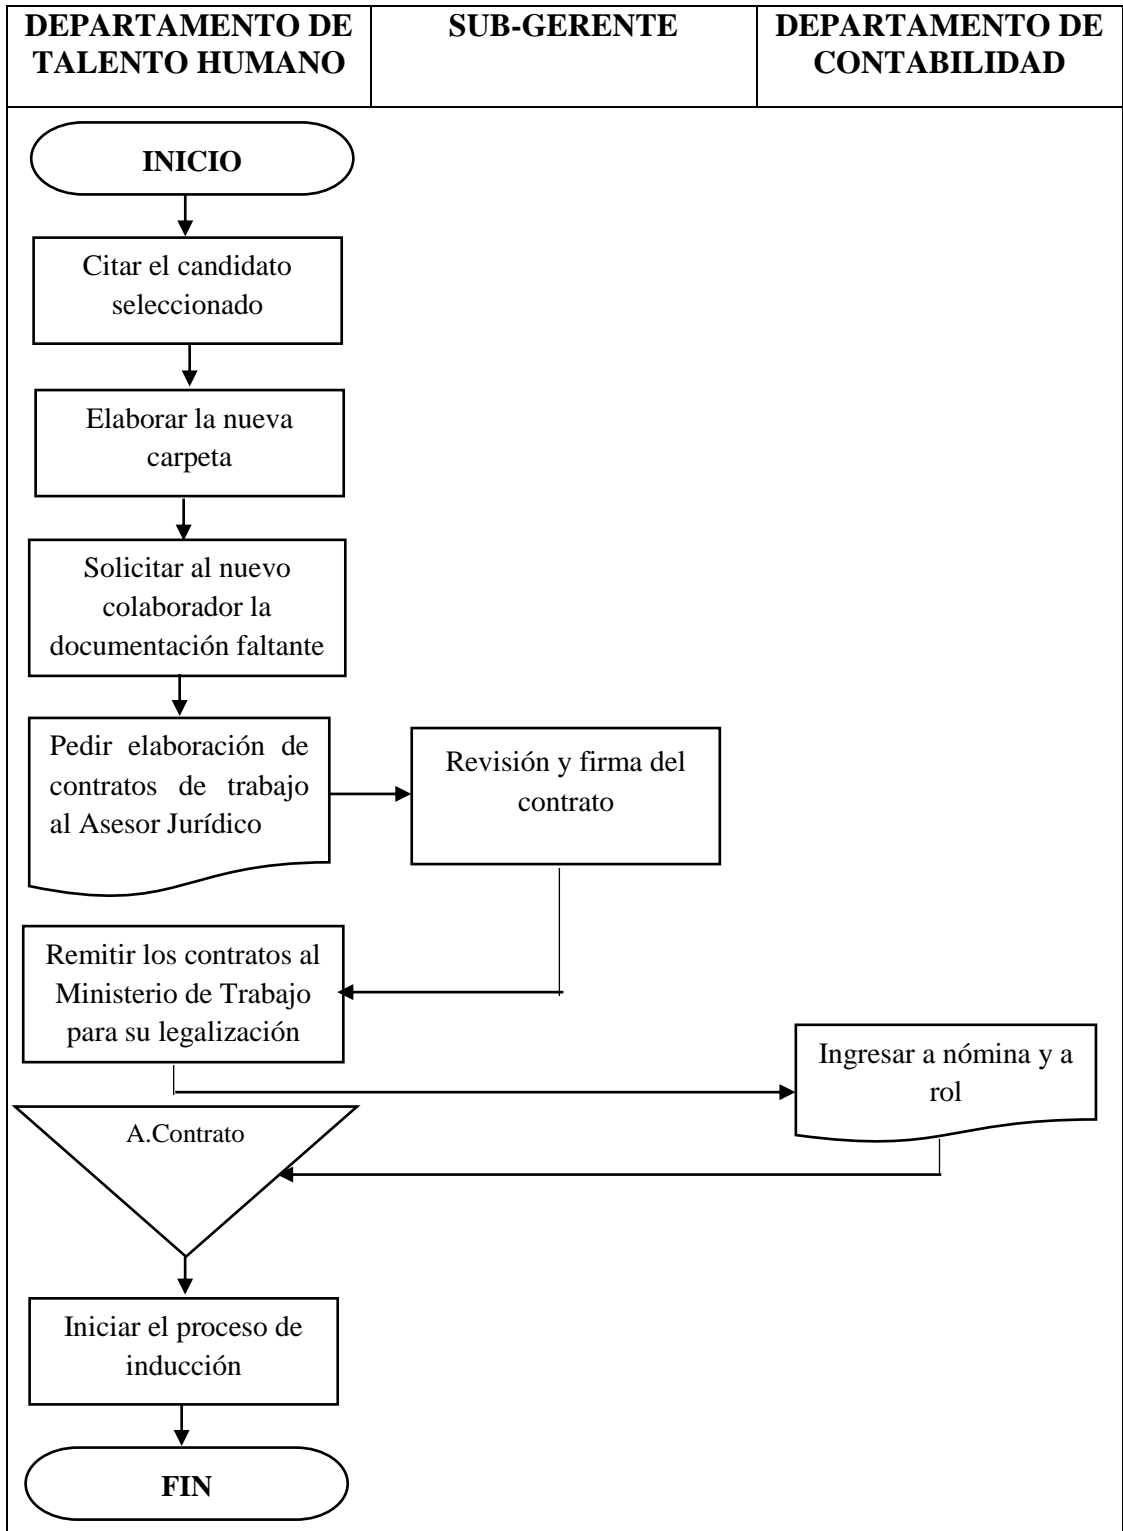 DEPARTAMENTO DE
TALENTO HUMANO
SUB-GERENTE
DEPARTAMENTO DE
CONTABILIDAD
INICIO
Citar el candidato
seleccionado
Elaborar la nueva
carpeta
Solicitar al nuevo
colaborador la
documentación faltante
Pedir elaboración de
contratos de trabajo
al Asesor Jurídico
Revisión y firma del
contrato
Remitir los contratos al
Ministerio de Trabajo
para su legalización
Ingresar a nómina y a
rol
A.Contrato
Iniciar el proceso de
inducción
FIN